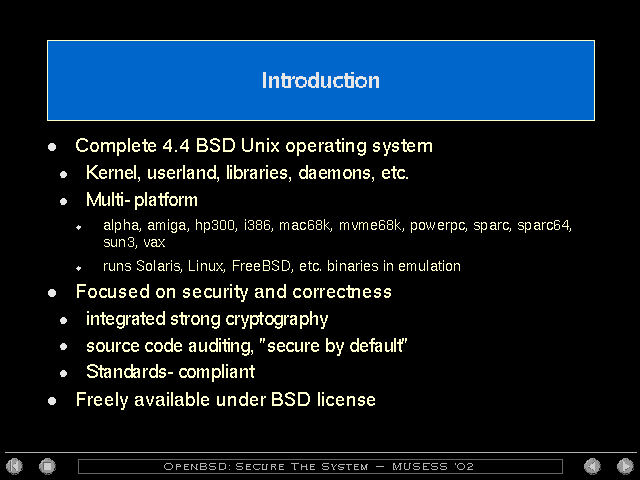 Introduction
Complete 4.4 BSD Unix operating system
Kernel, userland, libraries, daemons, etc.
Multi- platform
alpha, amiga, hp300, i386, mac68k, mvme68k, powerpc, sparc, sparc64,
sun3, vax
runs Solaris, Linux, FreeBSD, etc. binaries in emulation
Focused on security and correctness
integrated strong cryptography
source code auditing, "secure by default"
Standards- compliant
Freely available under BSD license
OpenBSD: Secure The System — MUSESS '02